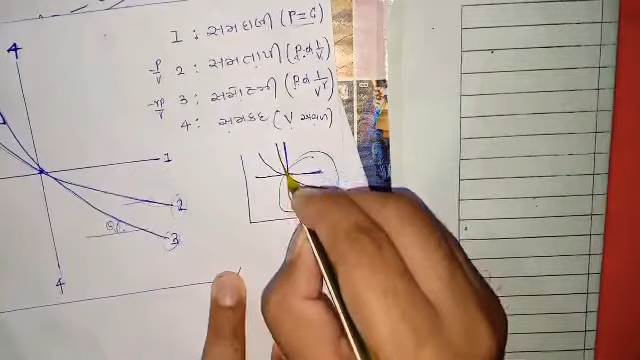 4
1 : સમદાબી (P = C)
P/V 2 : સમતાપી (P α 1/V)
-γP/V 3 : સમોષ્મી (P α 1/V^γ)
4 : સમકદ (V અચળ)
1
2
3
4